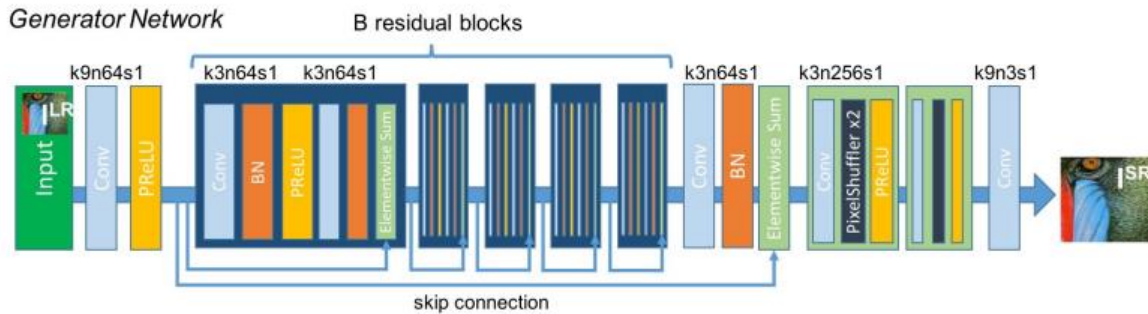 Generator Network
B residual blocks
k9n64s1
k3n64s1 k3n64s1
k3n64s1
k3n256s1
k9n3s1
I LR
Input
Conv
PReLU
Conv
BN
PReLU
Elementwise Sum
Conv
BN
Elementwise Sum
Conv
PixelShuffler x2
PReLU
Conv
I SR
skip connection